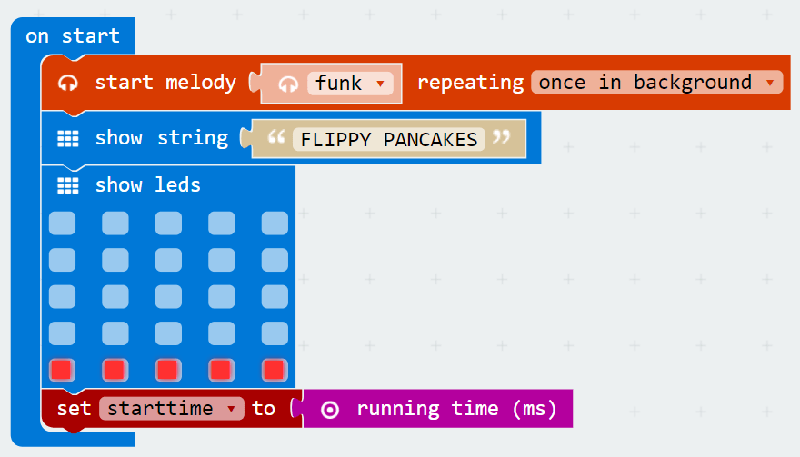 on start
start melody funk repeating once in background
show string “ FLIPPY PANCAKES ”
show leds
set starttime to running time (ms)